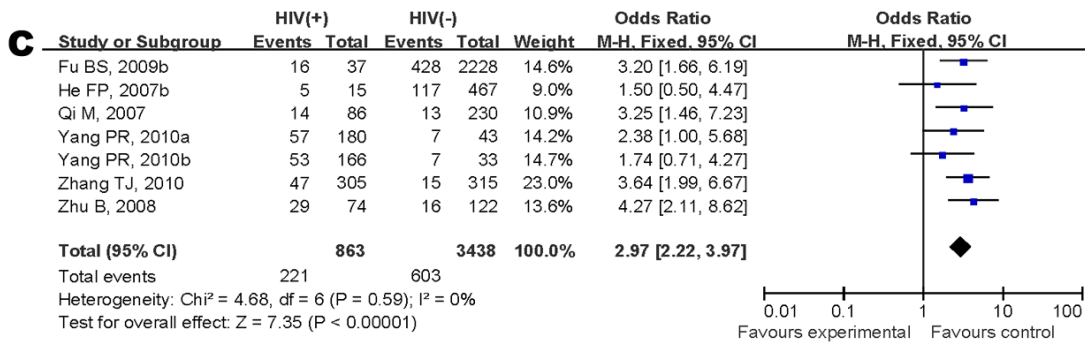 C
HIV(+) HIV(-) Odds Ratio Odds Ratio
Study or Subgroup Events Total Events Total Weight M-H, Fixed, 95% CI M-H, Fixed, 95% CI
Fu BS, 2009b 16 37 428 2228 14.6% 3.20 [1.66, 6.19]
He FP, 2007b 5 15 117 467 9.0% 1.50 [0.50, 4.47]
Qi M, 2007 14 86 13 230 10.9% 3.25 [1.46, 7.23]
Yang PR, 2010a 57 180 7 43 14.2% 2.38 [1.00, 5.68]
Yang PR, 2010b 53 166 7 33 14.7% 1.74 [0.71, 4.27]
Zhang TJ, 2010 47 305 15 315 23.0% 3.64 [1.99, 6.67]
Zhu B, 2008 29 74 16 122 13.6% 4.27 [2.11, 8.62]
Total (95% CI) 863 3438 100.0% 2.97 [2.22, 3.97]
Total events 221 603
Heterogeneity: Chi² = 4.68, df = 6 (P = 0.59); I² = 0%
Test for overall effect: Z = 7.35 (P < 0.00001)
0.01 0.1 1 10 100
Favours experimental Favours control